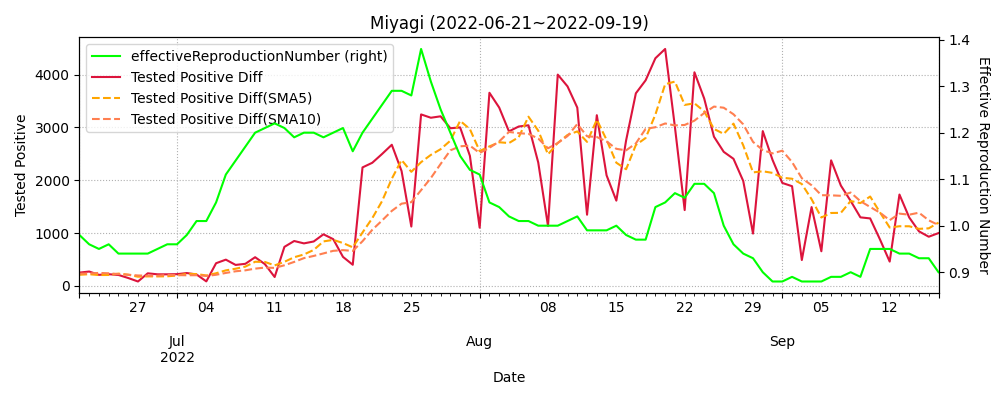 Miyagi (2022-06-21~2022-09-19)
effectiveReproductionNumber (right)
Tested Positive Diff
Tested Positive Diff(SMA5)
Tested Positive Diff(SMA10)
Tested Positive
4000
3000
2000
1000
0
1.4
1.3
1.2
1.1
1.0
0.9
Effective Reproduction Number
27 04 11 18 25 08 15 22 29 05 12
Jul Aug Sep
2022
Date